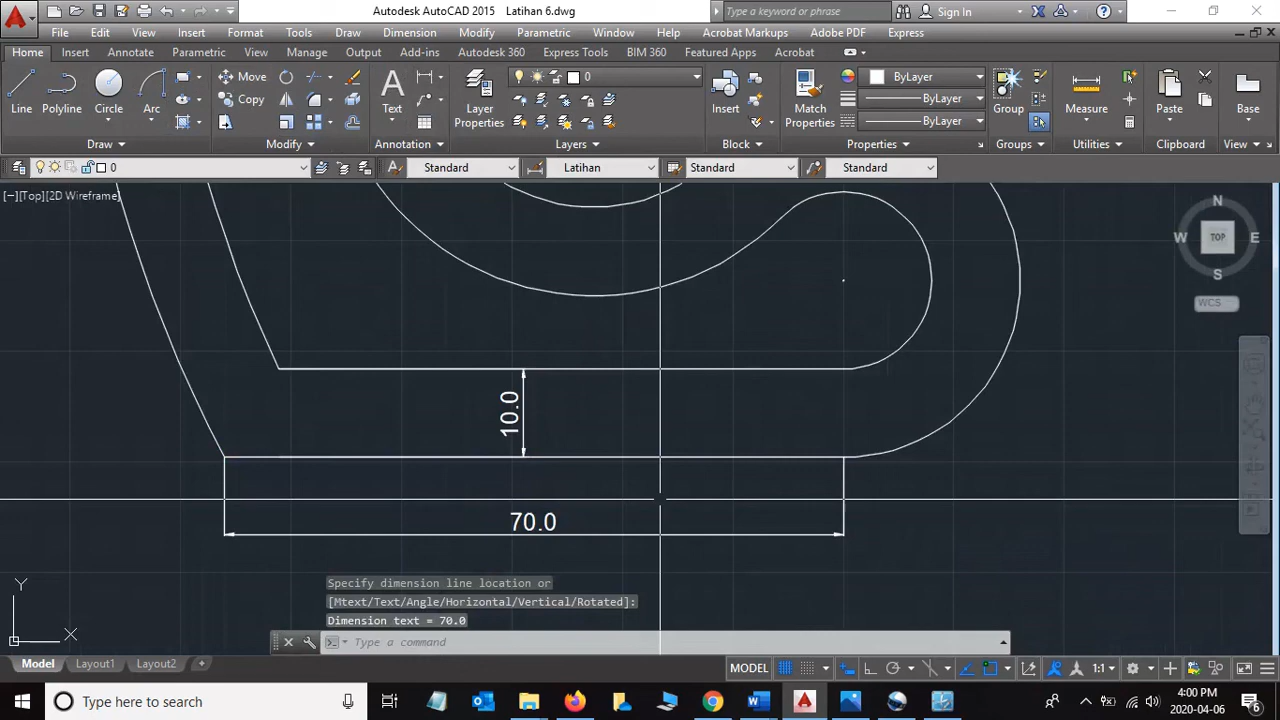 Autodesk AutoCAD 2015 Latihan 6.dwg
Type a keyword or phrase
Sign In
File Edit View Insert Format Tools Draw Dimension Modify Parametric Window Help Acrobat Markups Adobe PDF Express
Home Insert Annotate Parametric View Manage Output Add-ins Autodesk 360 Express Tools BIM 360 Featured Apps Acrobat
Line Polyline Circle Arc
Move
Copy
Text
Layer Properties
0
Insert
Match Properties
ByLayer
ByLayer
ByLayer
Group
Measure
Paste
Base
Draw Modify Annotation Layers Block Properties Groups Utilities Clipboard View
0 Standard Latihan Standard Standard
[−][Top][2D Wireframe]
N
W TOP E
S
WCS
10.0
70.0
Specify dimension line location or
[Mtext/Text/Angle/Horizontal/Vertical/Rotated]:
Dimension text = 70.0
Type a command
Y
X
Model Layout1 Layout2 +
MODEL 1:1
Type here to search
4:00 PM
2020-04-06
6